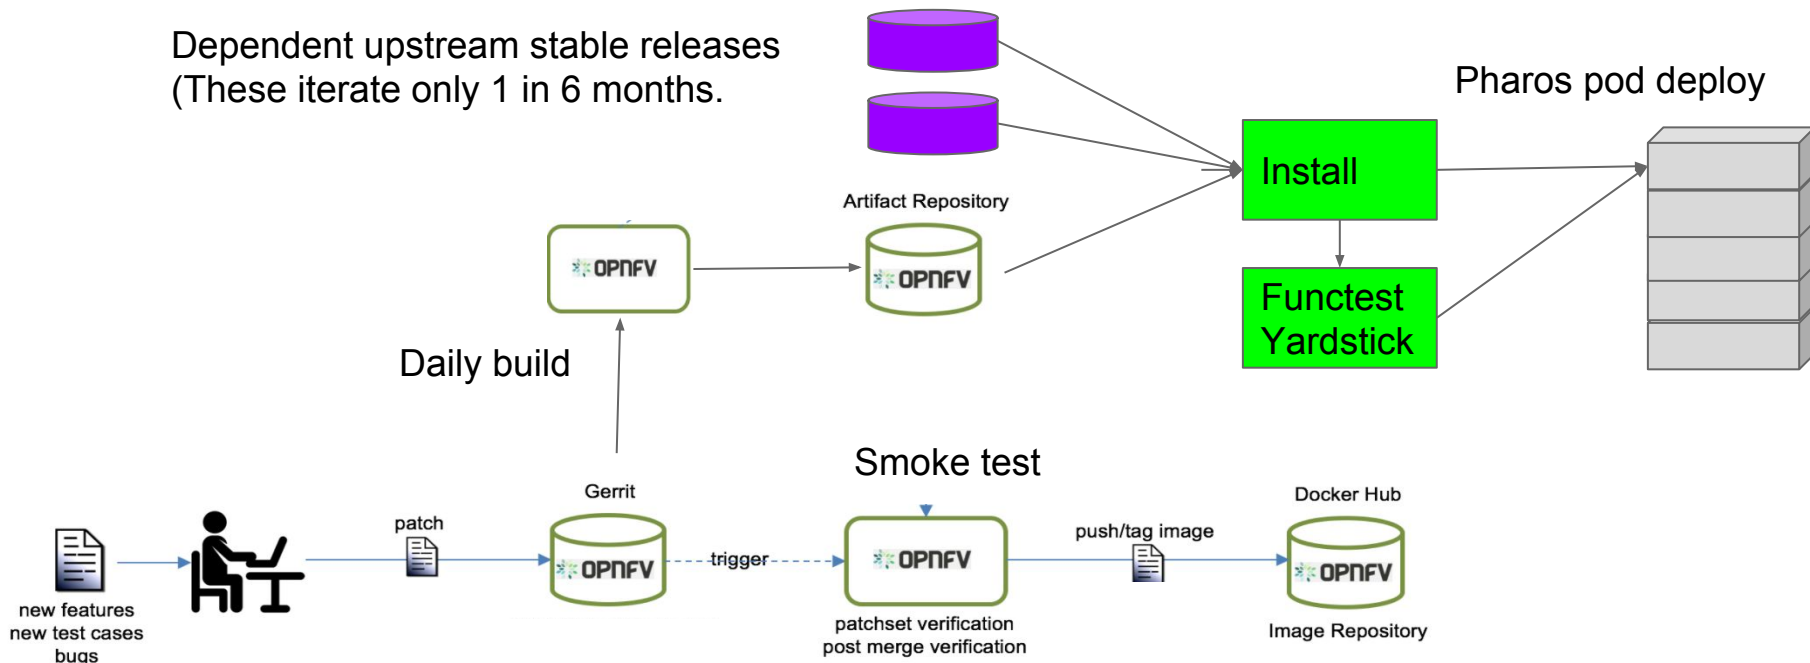 Dependent upstream stable releases
(These iterate only 1 in 6 months.
Pharos pod deploy
Install
Artifact Repository
OPNFV
OPNFV
Functest
Yardstick
Daily build
Smoke test
Gerrit
Docker Hub
patch
push/tag image
OPNFV
trigger
OPNFV
OPNFV
new features
new test cases
bugs
patchset verification
post merge verification
Image Repository